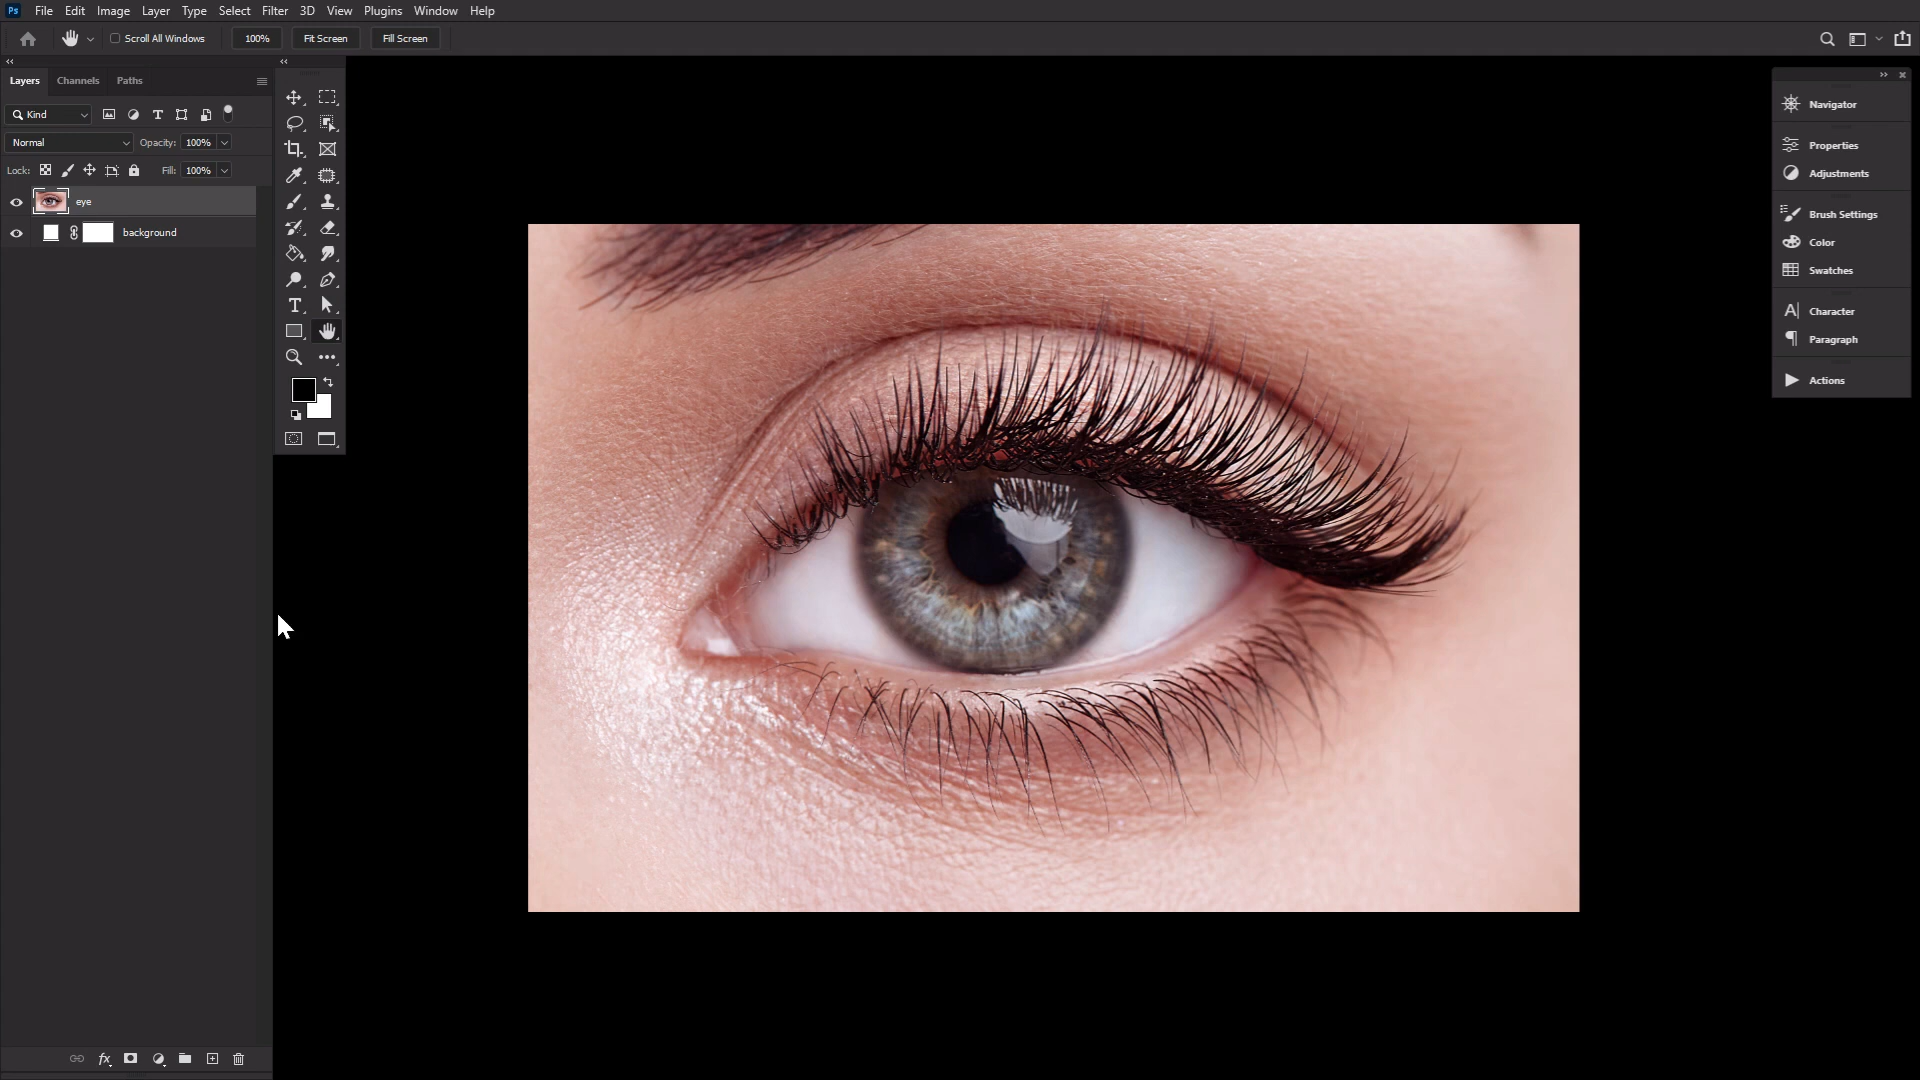 Ps File Edit Image Layer Type Select Filter 3D View Plugins Window Help
Scroll All Windows 100% Fit Screen Fill Screen
Layers Channels Paths
Kind
Normal Opacity: 100%
Lock: Fill: 100%
eye
background
Navigator
Properties
Adjustments
Brush Settings
Color
Swatches
Character
Paragraph
Actions